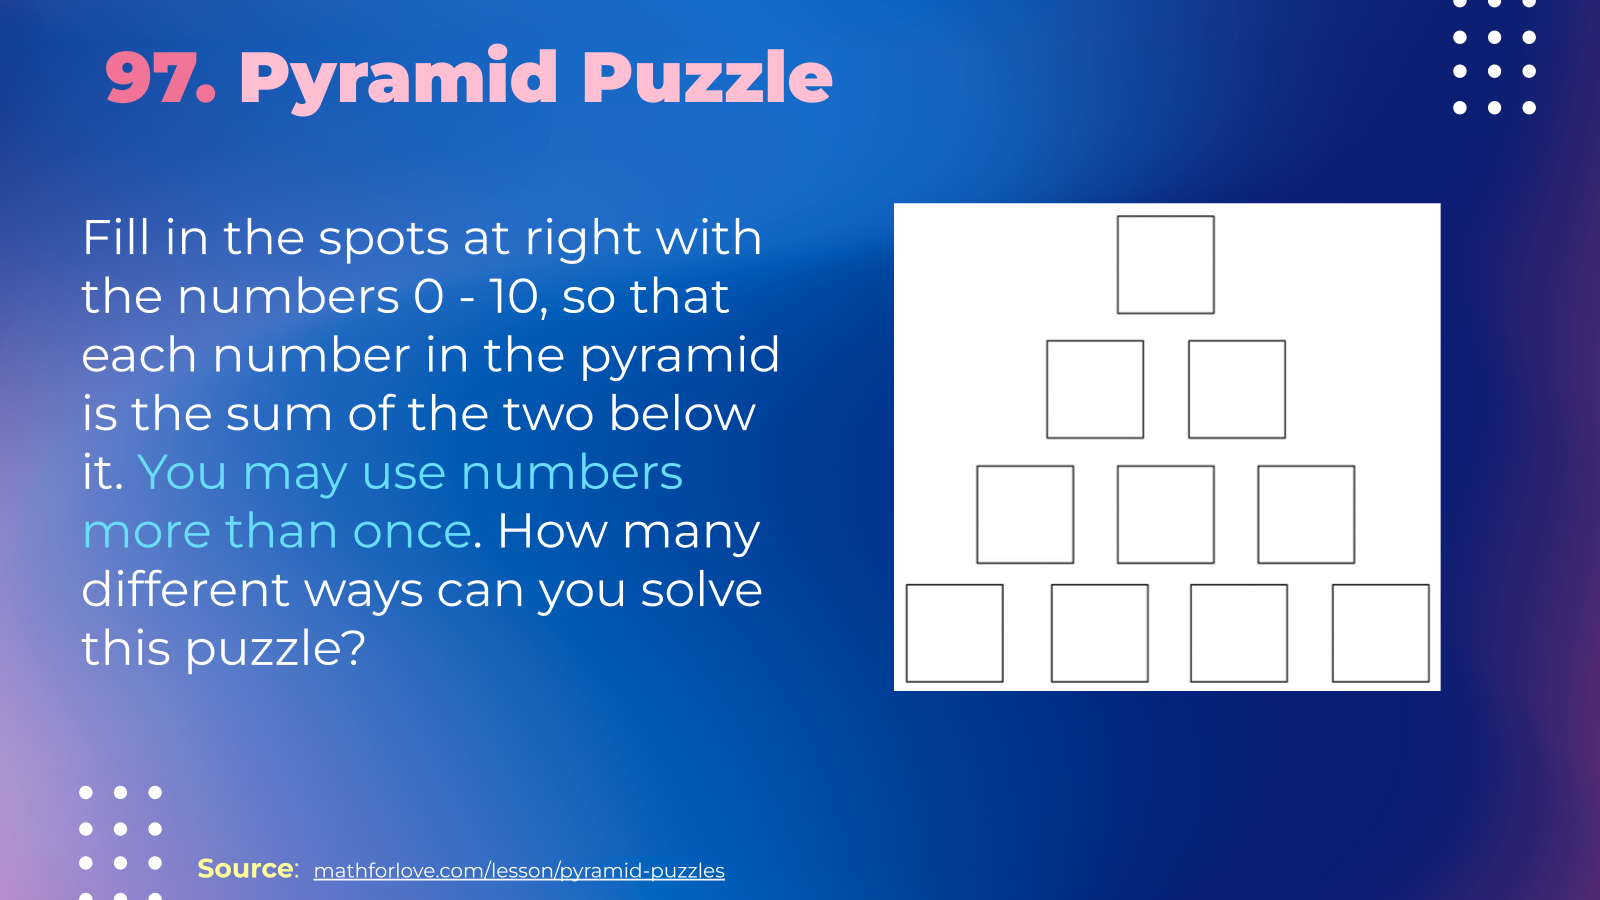 97. Pyramid Puzzle
Fill in the spots at right with
the numbers 0 - 10, so that
each number in the pyramid
is the sum of the two below
it. You may use numbers
more than once. How many
different ways can you solve
this puzzle?
Source: mathforlove.com/lesson/pyramid-puzzles